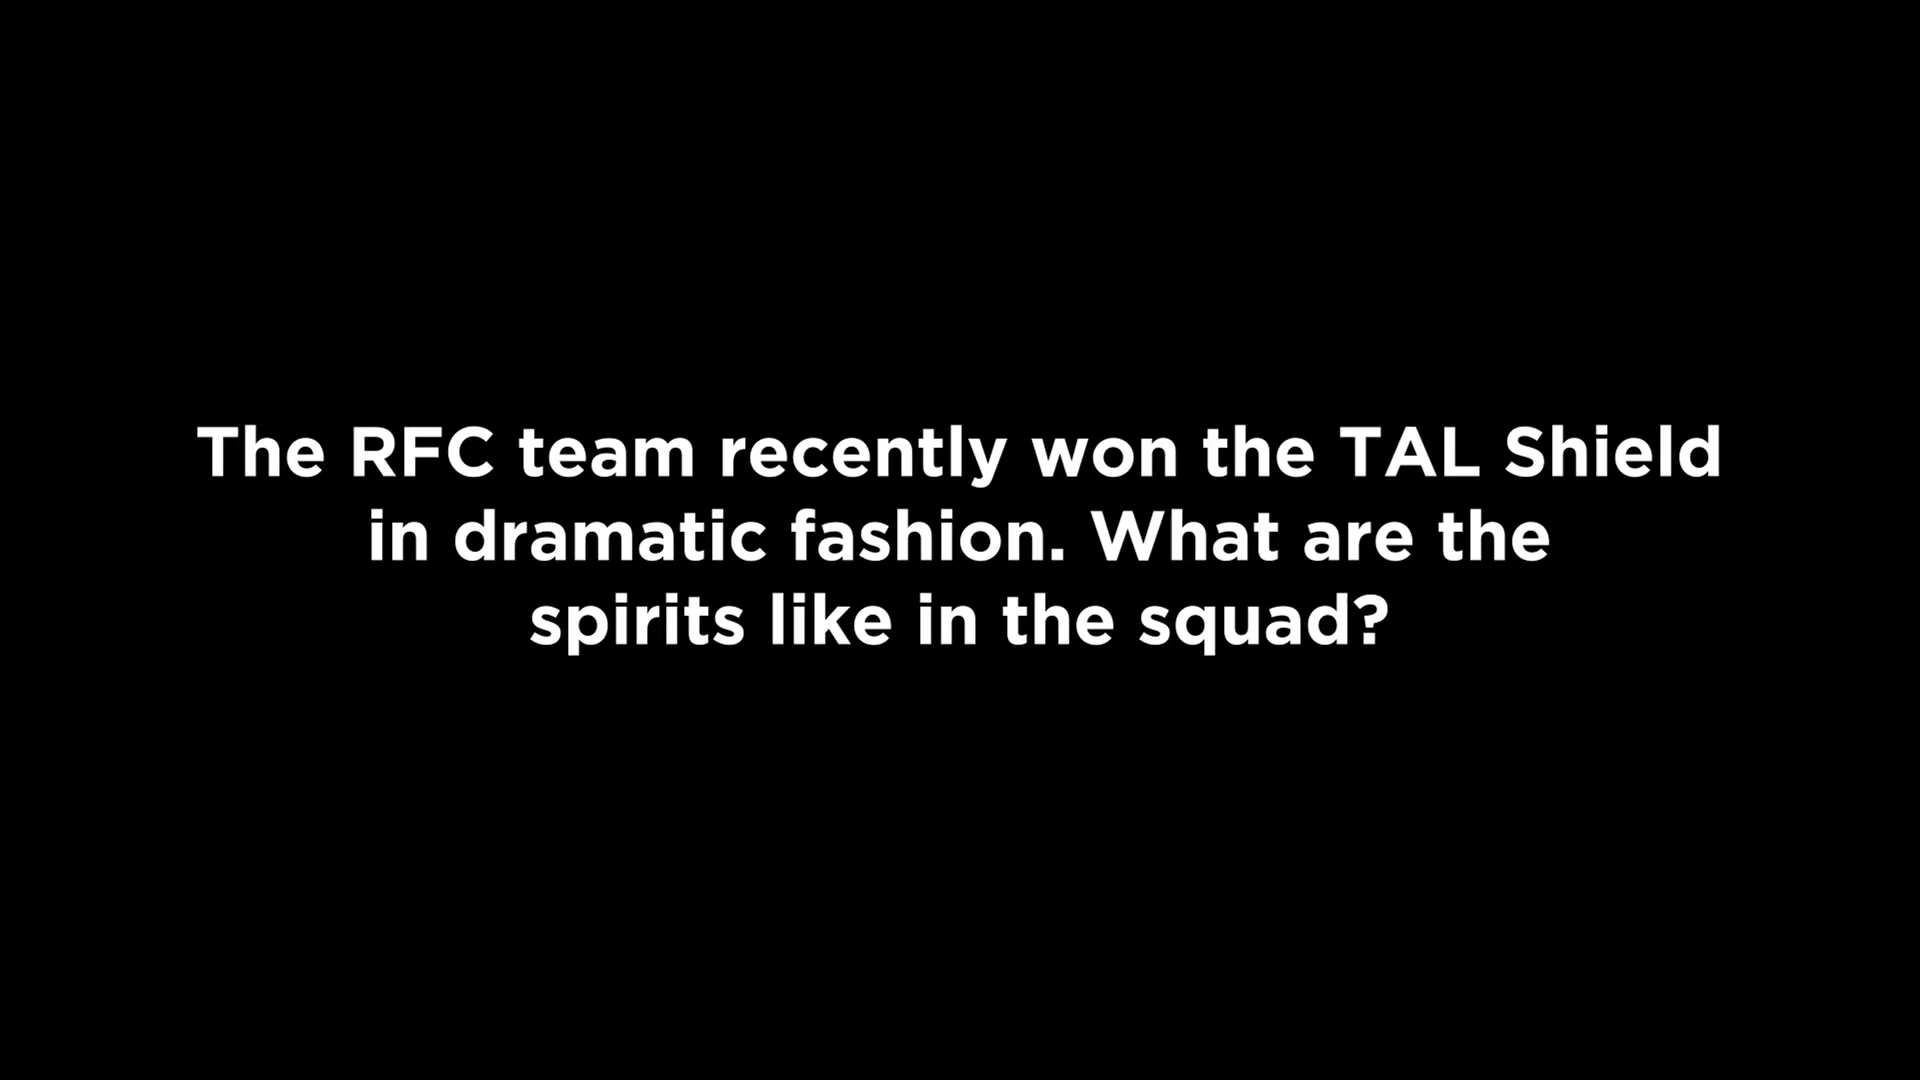 The RFC team recently won the TAL Shield
in dramatic fashion. What are the
spirits like in the squad?